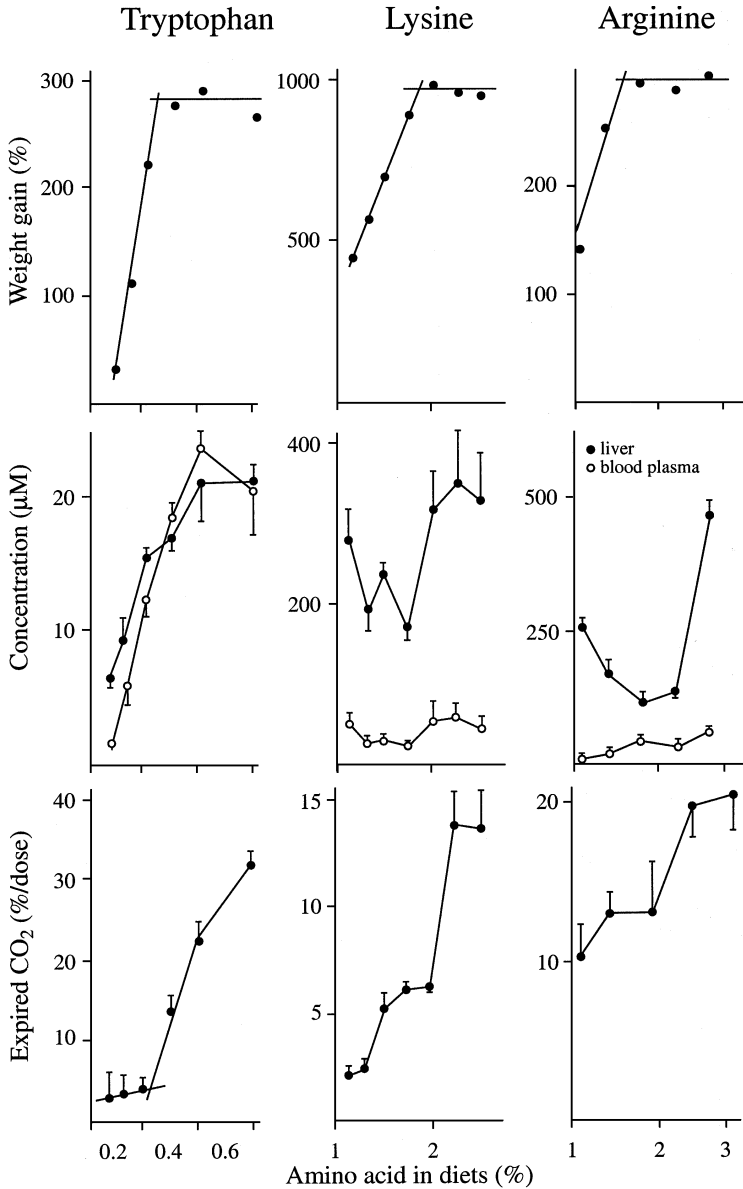 Tryptophan
Lysine
Arginine
Weight gain (%)
300
200
100
1000
500
200
100
Concentration (μM)
20
10
400
200
liver
blood plasma
500
250
Expired CO2 (%/dose)
40
30
20
10
15
10
5
20
10
0.2 0.4 0.6
1 2
1 2 3
Amino acid in diets (%)